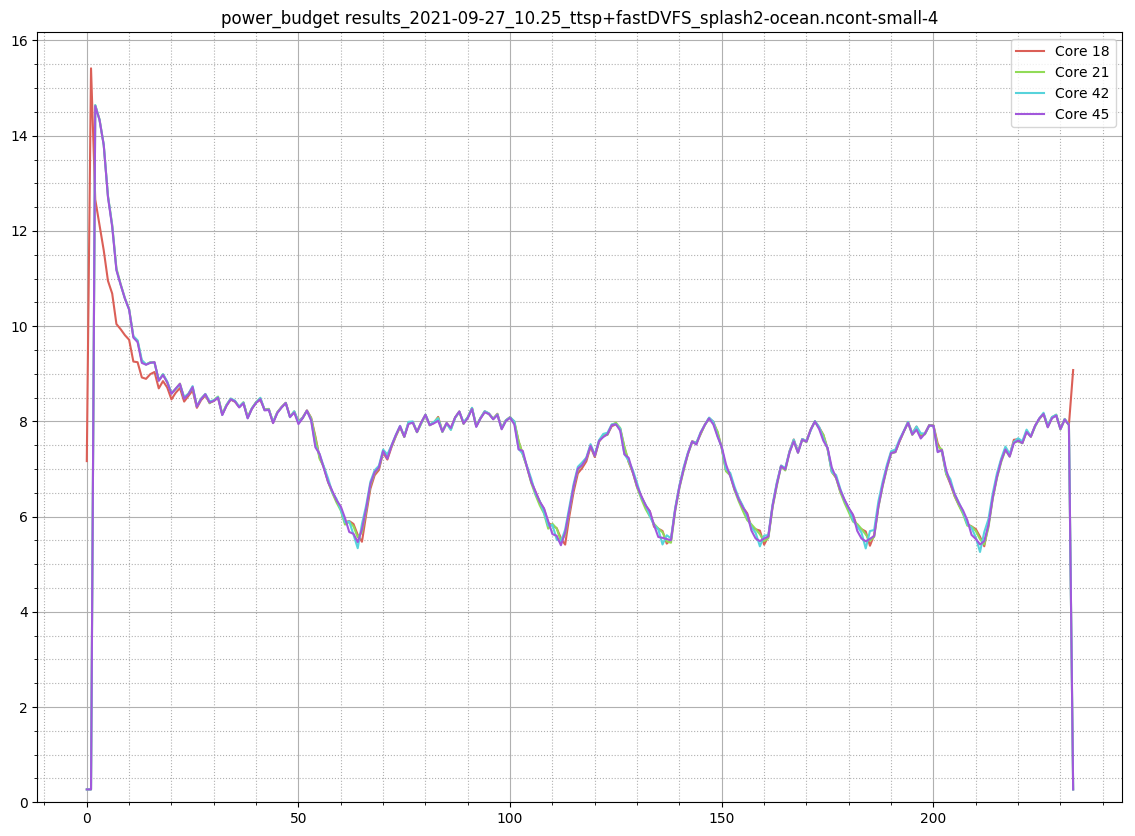 power_budget results_2021-09-27_10.25_ttsp+fastDVFS_splash2-ocean.ncont-small-4
Core 18
Core 21
Core 42
Core 45
16
14
12
10
8
6
4
2
0
0 50 100 150 200